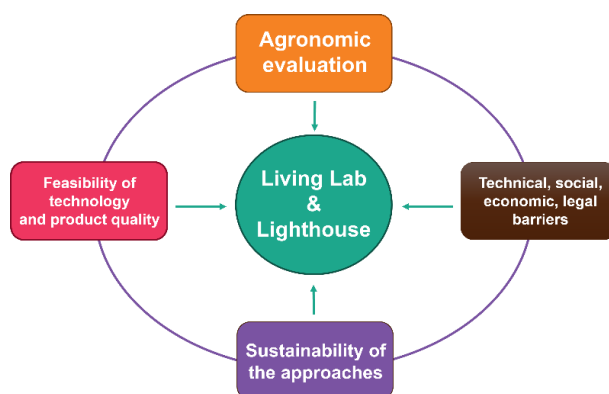 Agronomic
evaluation
Feasibility of
technology
and product quality
Living Lab
&
Lighthouse
Technical, social,
economic, legal
barriers
Sustainability of
the approaches